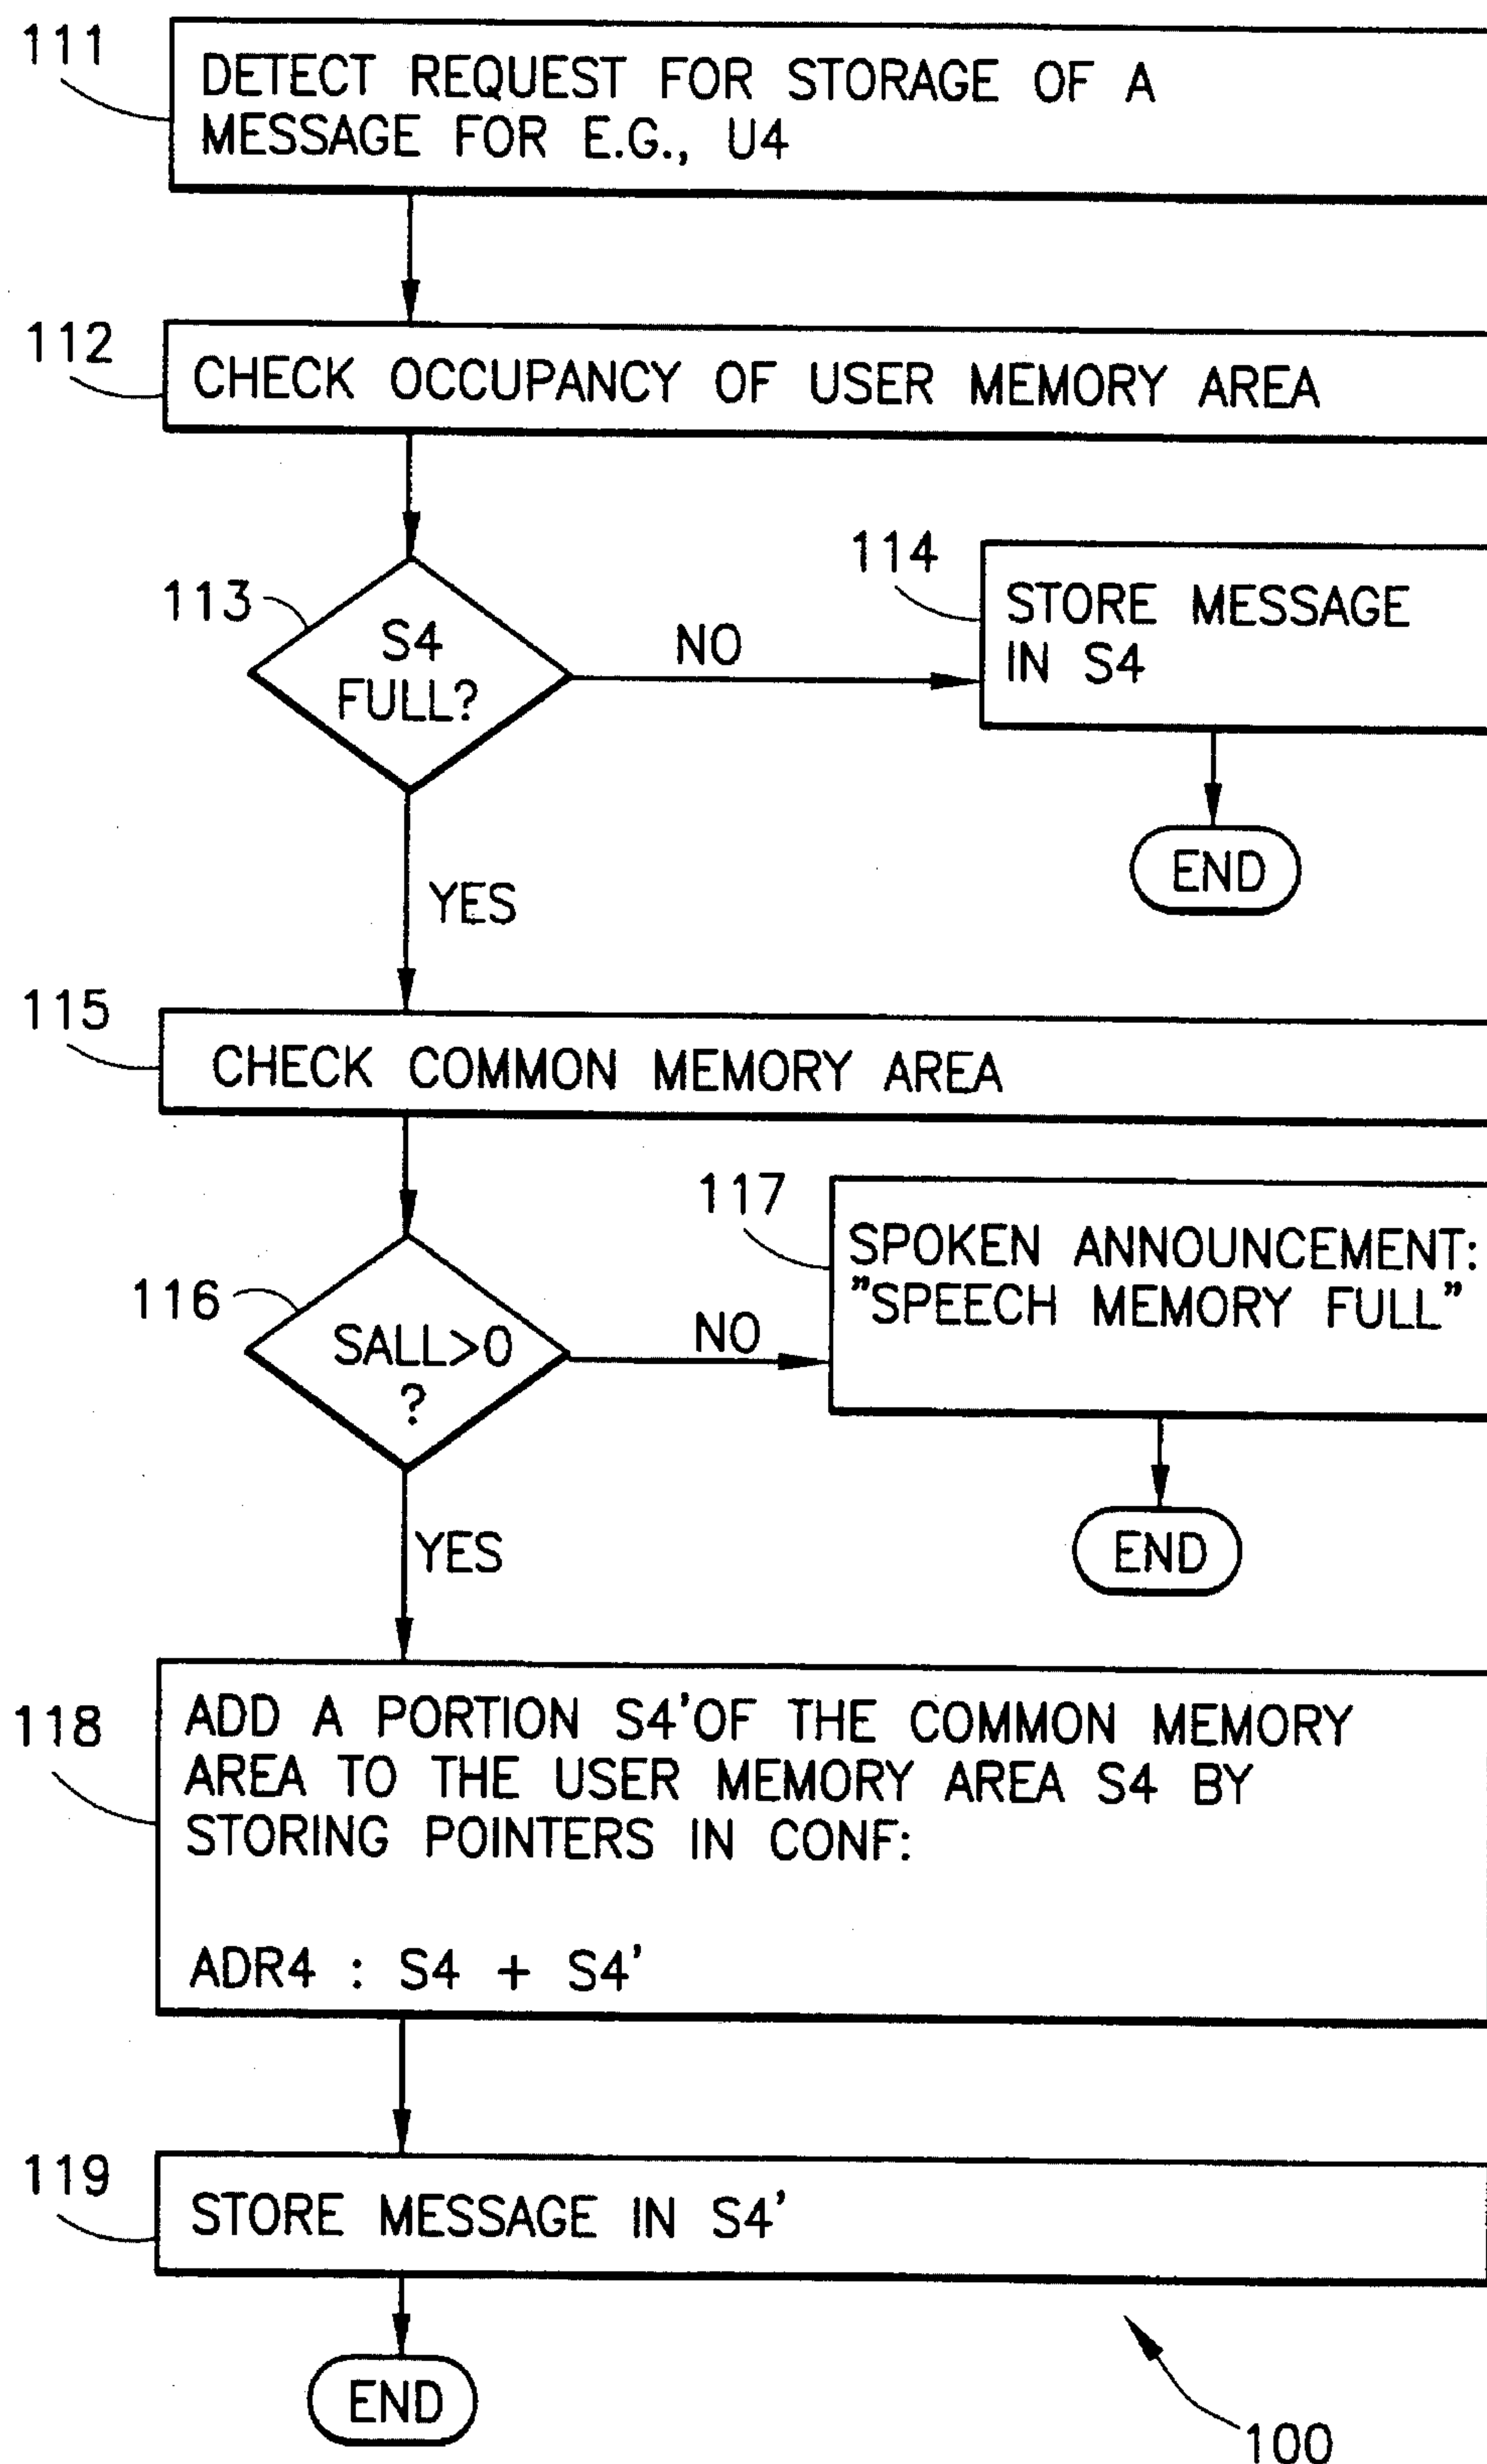 111
DETECT REQUEST FOR STORAGE OF A
MESSAGE FOR E.G., U4
112
CHECK OCCUPANCY OF USER MEMORY AREA
113
S4
FULL?
NO
114
STORE MESSAGE
IN S4
END
YES
115
CHECK COMMON MEMORY AREA
116
SALL>0
?
NO
117
SPOKEN ANNOUNCEMENT:
"SPEECH MEMORY FULL"
END
YES
118
ADD A PORTION S4'OF THE COMMON MEMORY
AREA TO THE USER MEMORY AREA S4 BY
STORING POINTERS IN CONF:
ADR4 : S4 + S4'
119
STORE MESSAGE IN S4'
END
100